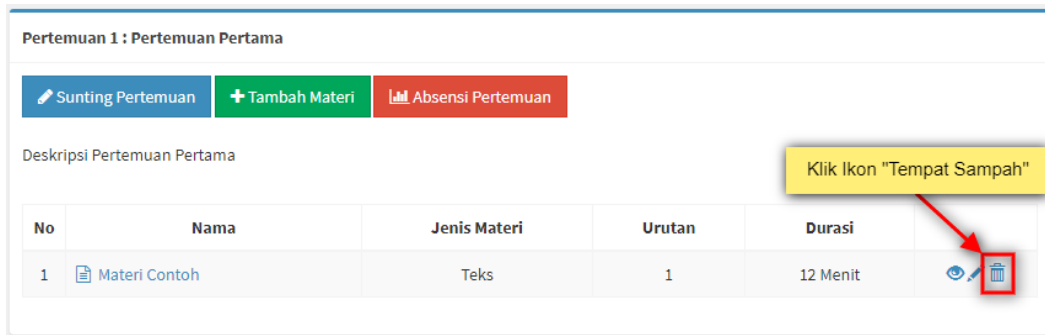 Pertemuan 1 : Pertemuan Pertama
Sunting Pertemuan Tambah Materi Absensi Pertemuan
Deskripsi Pertemuan Pertama
Klik Ikon "Tempat Sampah"
No Nama Jenis Materi Urutan Durasi
1 Materi Contoh Teks 1 12 Menit